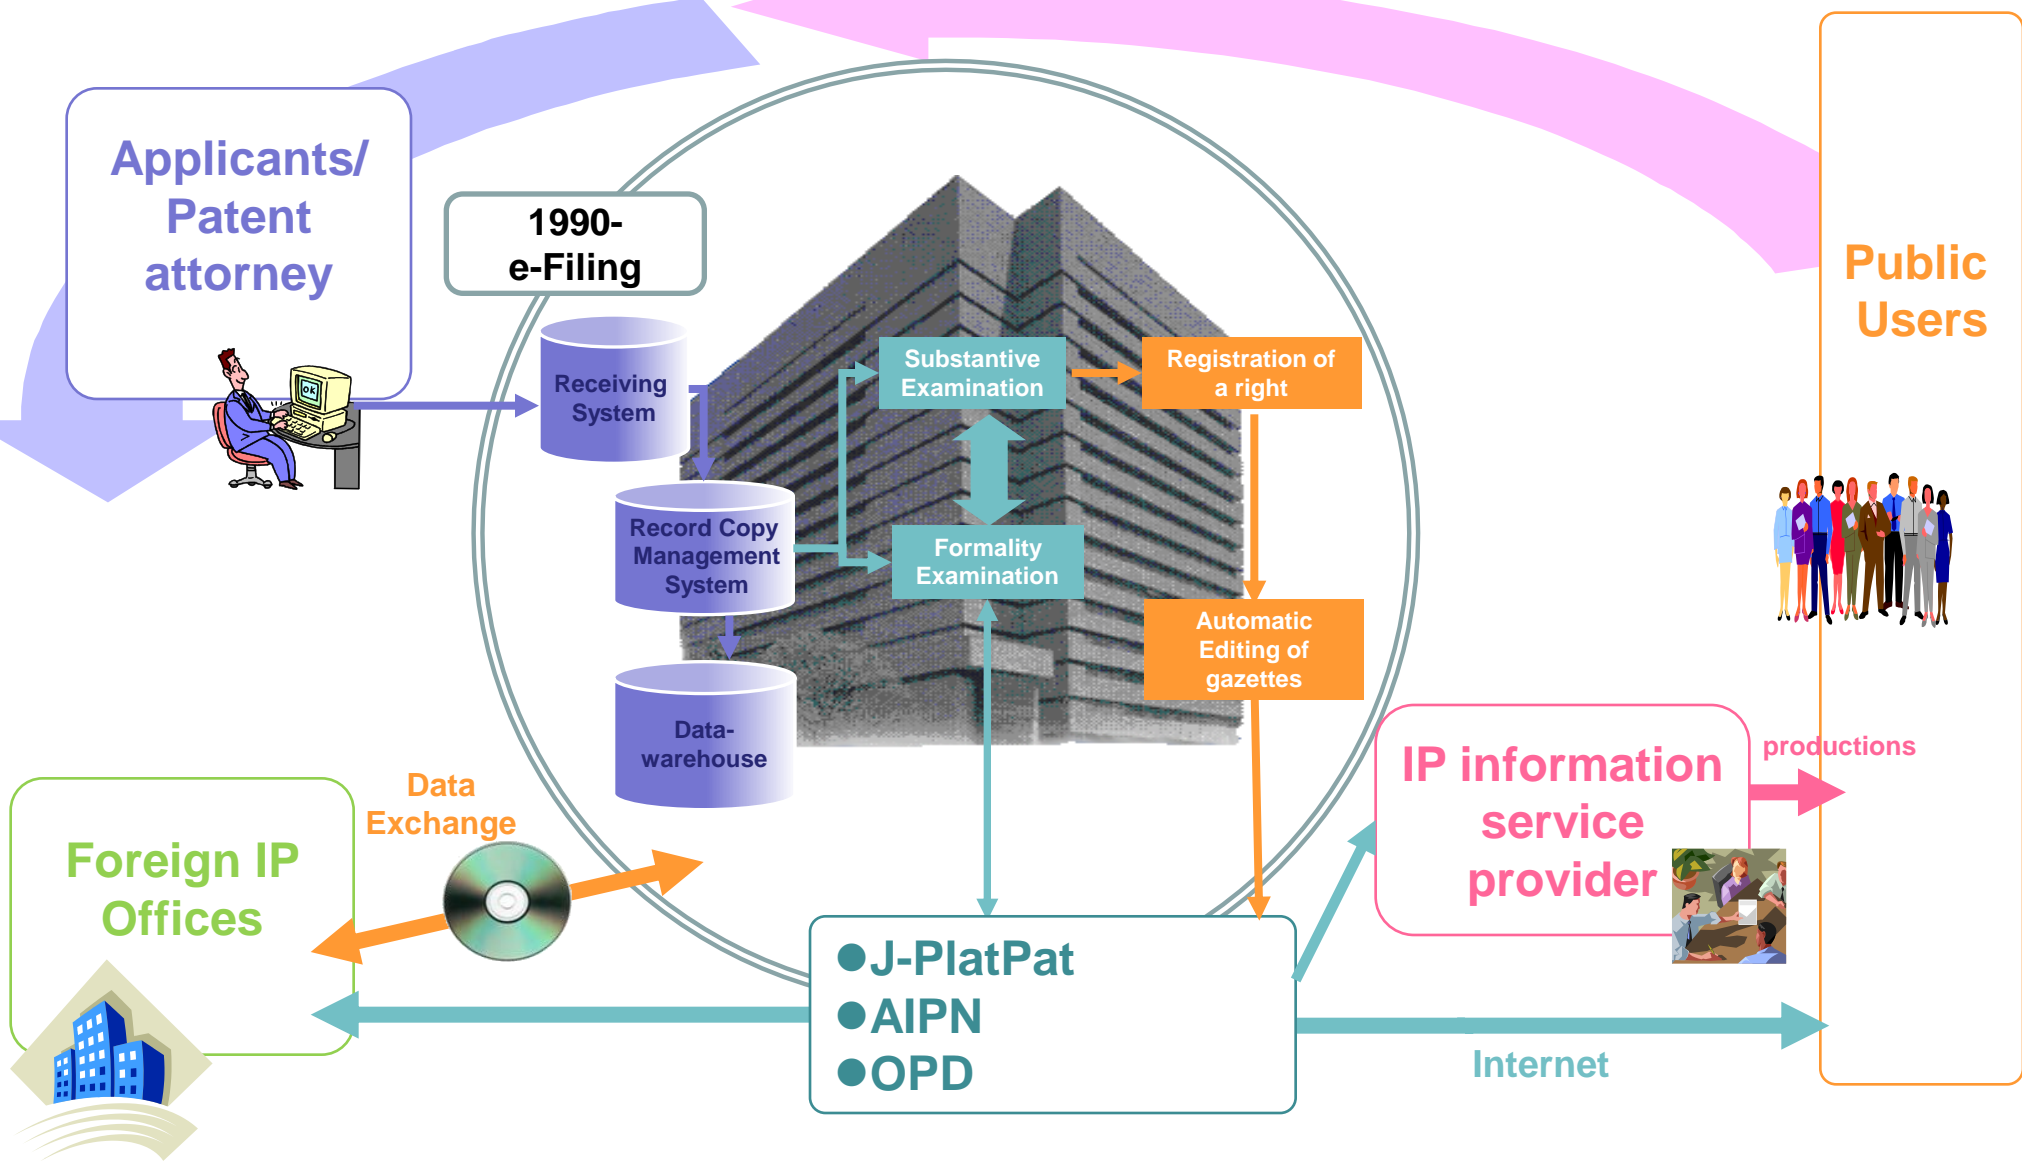 Applicants/
Patent
attorney
1990-
e-Filing
Public
Users
Receiving
System
Substantive
Examination
Registration of
a right
OK
Record Copy
Management
System
Formality
Examination
Automatic
Editing of
gazettes
Data-
warehouse
IP information
service
provider
productions
Data
Exchange
Foreign IP
Offices
●J-PlatPat
●AIPN
●OPD
Internet